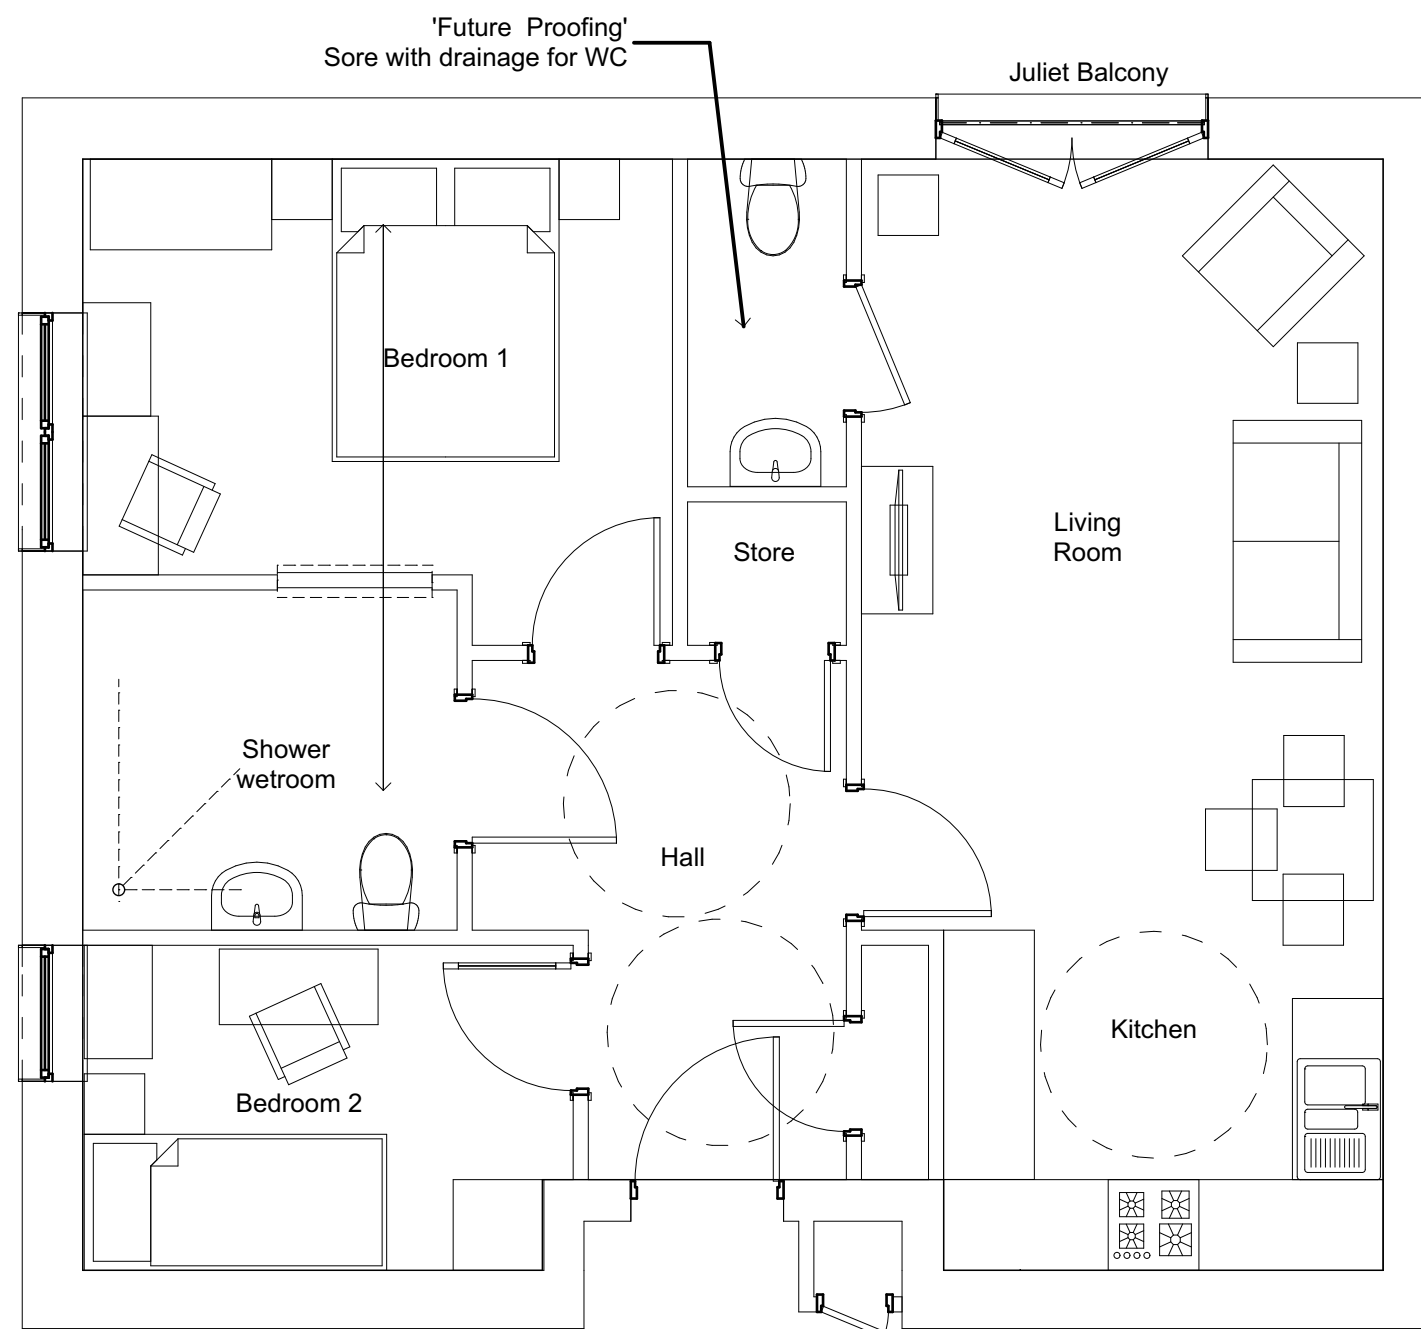 'Future Proofing'
Sore with drainage for WC
Juliet Balcony
Bedroom 1
Living
Room
Store
Shower
wetroom
Hall
Kitchen
Bedroom 2